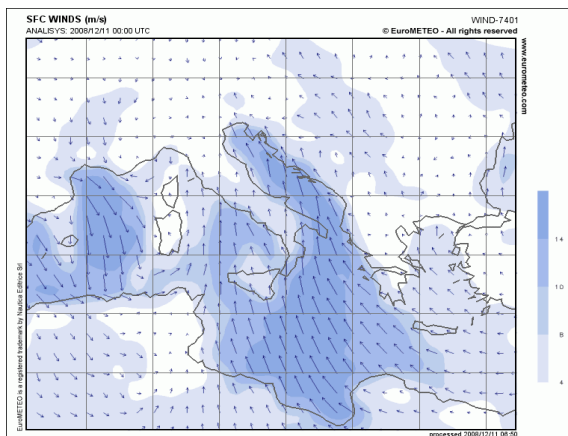 SFC WINDS (m/s)
WIND-7401
ANALISYS: 2008/12/11 00:00 UTC
© EuroMETEO - All rights reserved
www.eurometeo.com
14
10
8
4
EuroMETEO is a registered trademark by Nautica Editrice Srl
processed 2008/12/11 06:50